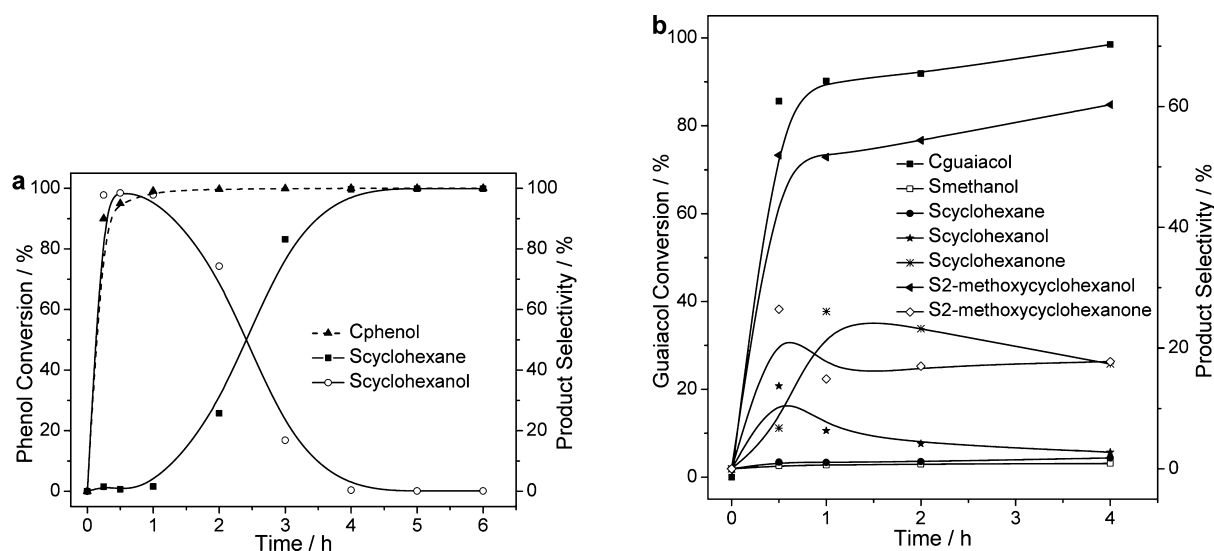 a
Phenol Conversion / %
100
80
60
40
20
0
100
80
60
40
20
0
Product Selectivity / %
Cphenol
Scyclohexane
Scyclohexanol
0 1 2 3 4 5 6
Time / h
b
Guaiacol Conversion / %
100
80
60
40
20
0
60
40
20
0
Product Selectivity / %
Cguaiacol
Smethanol
Scyclohexane
Scyclohexanol
Scyclohexanone
S2-methoxycyclohexanol
S2-methoxycyclohexanone
0 1 2 3 4
Time / h